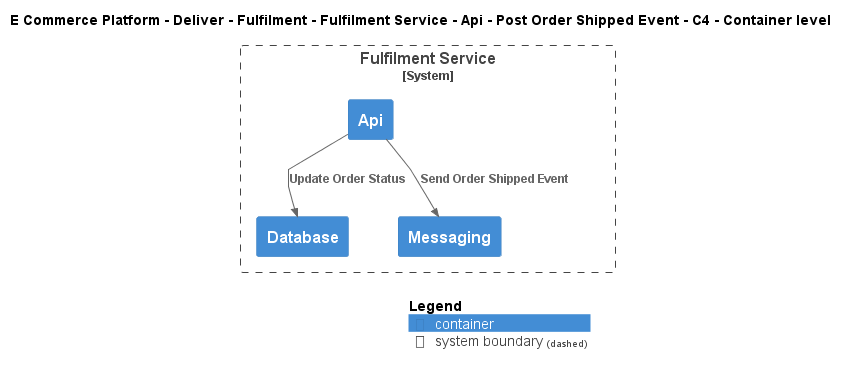 E Commerce Platform - Deliver - Fulfilment - Fulfilment Service - Api - Post Order Shipped Event - C4 - Container level
Fulfilment Service
[System]
Api
Update Order Status
Send Order Shipped Event
Database
Messaging
Legend
container
system boundary (dashed)